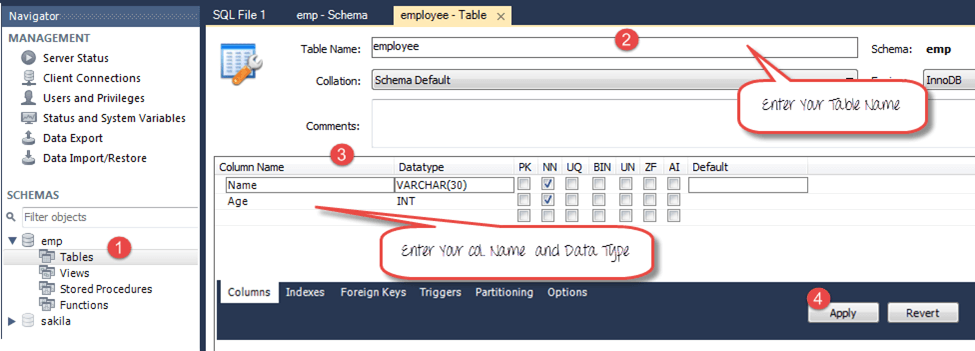 Navigator
SQL File 1
emp - Schema
employee - Table
MANAGEMENT
Server Status
Client Connections
Users and Privileges
Status and System Variables
Data Export
Data Import/Restore
SCHEMAS
Filter objects
emp
Tables
1
Views
Stored Procedures
Functions
sakila
Table Name: employee
2
Schema: emp
Collation: Schema Default
InnoDB
Enter Your Table Name
Comments:
3
Column Name Datatype PK NN UQ BIN UN ZF AI Default
Name VARCHAR(30)
Age INT
Enter Your Col Name and Data Type
Columns Indexes Foreign Keys Triggers Partitioning Options
4
Apply Revert